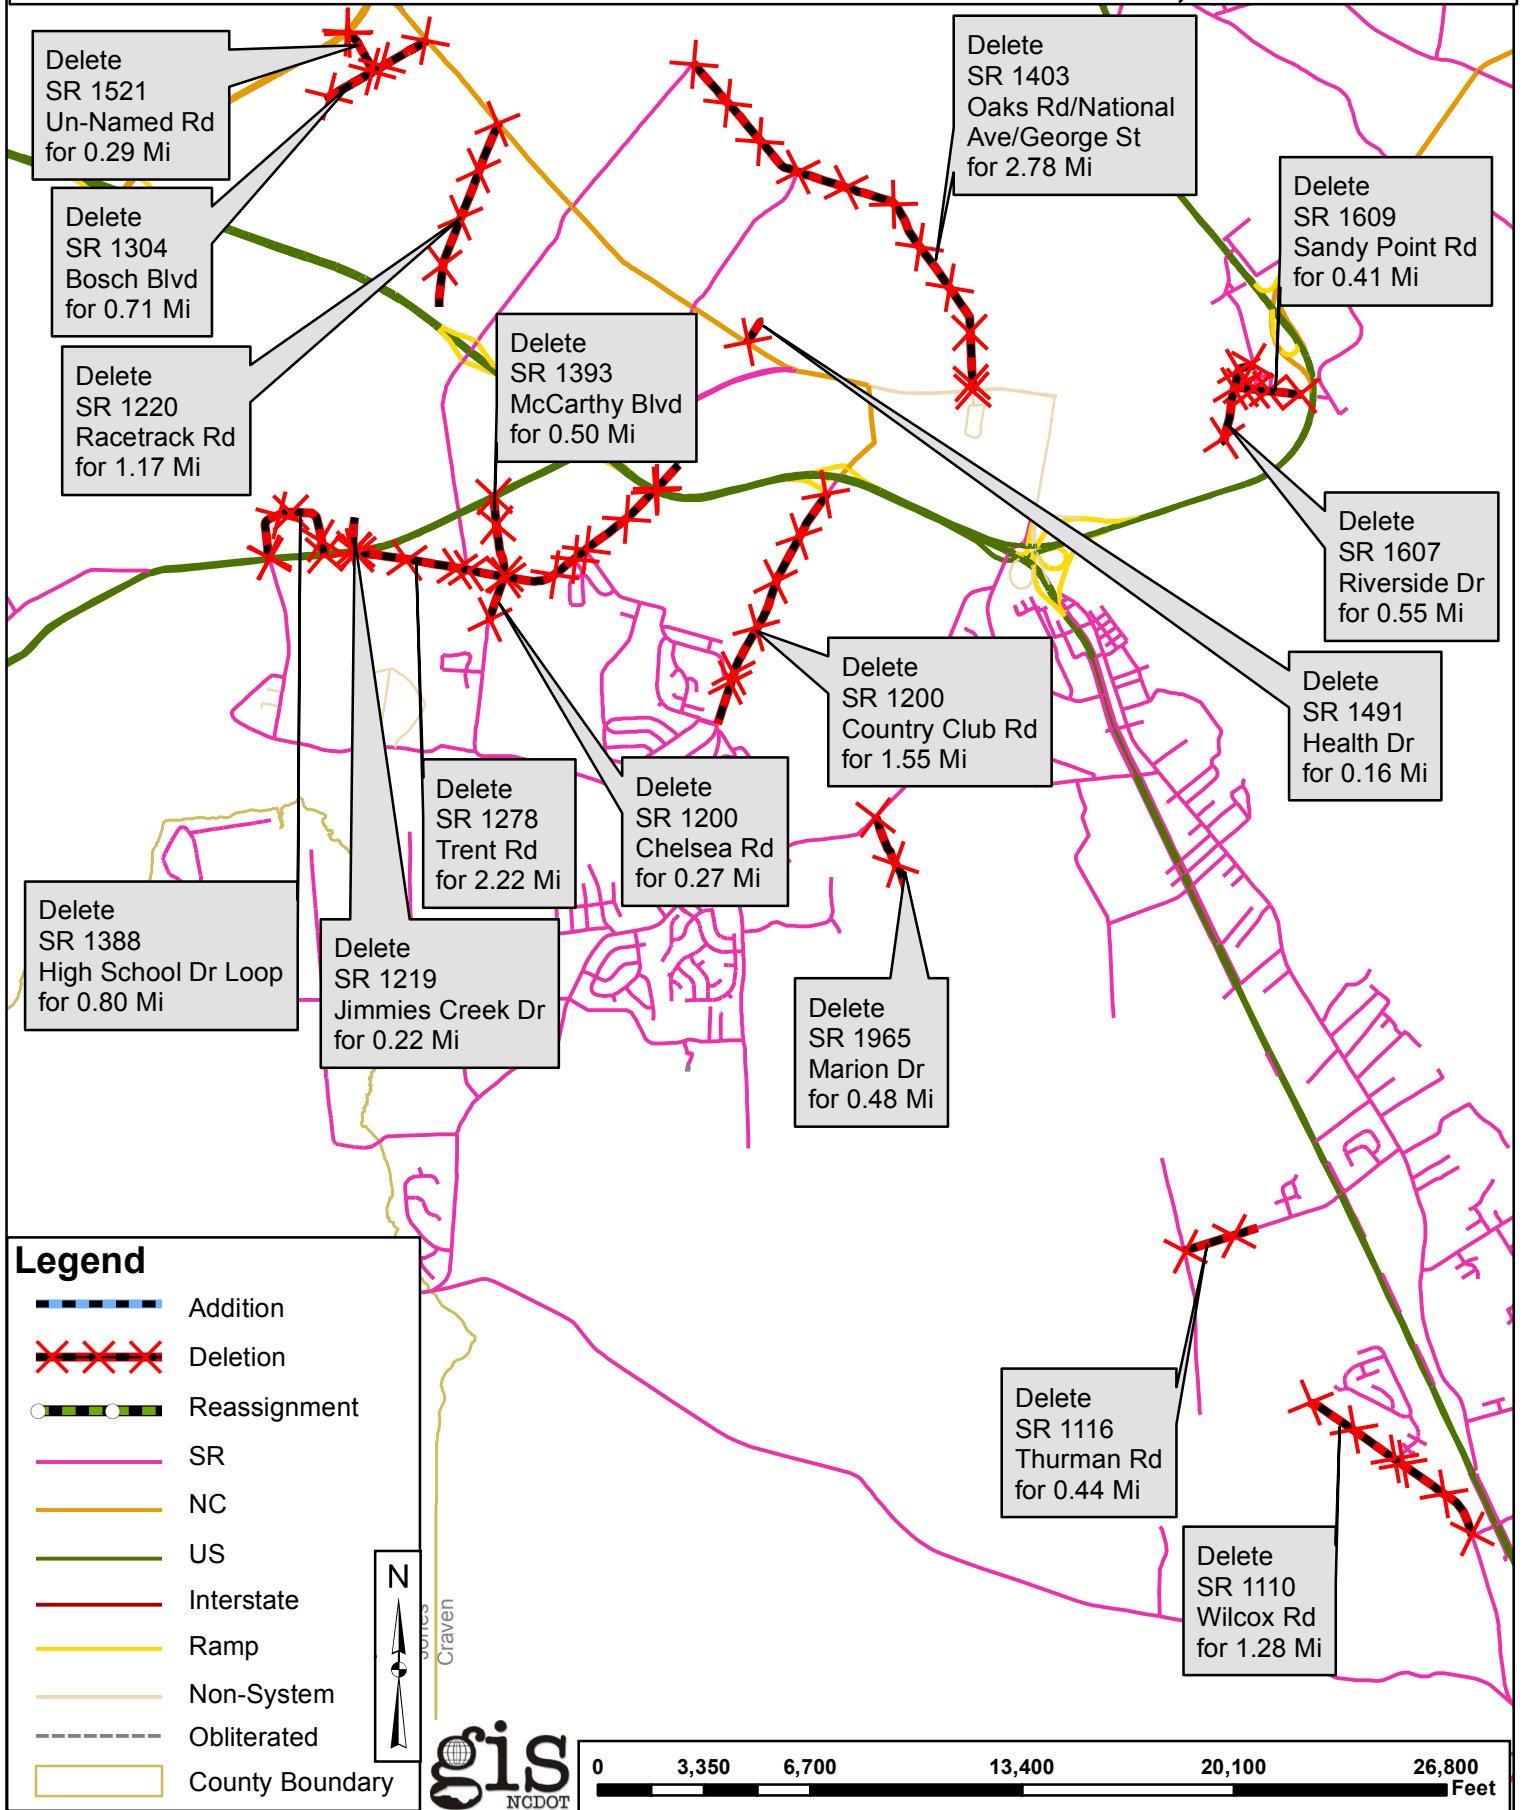 Delete
SR 1521
Un-Named Rd
for 0.29 Mi
Delete
SR 1304
Bosch Blvd
for 0.71 Mi
Delete
SR 1220
Racetrack Rd
for 1.17 Mi
Delete
SR 1393
McCarthy Blvd
for 0.50 Mi
Delete
SR 1403
Oaks Rd/National
Ave/George St
for 2.78 Mi
Delete
SR 1609
Sandy Point Rd
for 0.41 Mi
Delete
SR 1607
Riverside Dr
for 0.55 Mi
Delete
SR 1491
Health Dr
for 0.16 Mi
Delete
SR 1200
Country Club Rd
for 1.55 Mi
Delete
SR 1200
Chelsea Rd
for 0.27 Mi
Delete
SR 1278
Trent Rd
for 2.22 Mi
Delete
SR 1388
High School Dr Loop
for 0.80 Mi
Delete
SR 1219
Jimmies Creek Dr
for 0.22 Mi
Delete
SR 1965
Marion Dr
for 0.48 Mi
Delete
SR 1116
Thurman Rd
for 0.44 Mi
Delete
SR 1110
Wilcox Rd
for 1.28 Mi
Legend
Addition
Deletion
Reassignment
SR
NC
US
Interstate
Ramp
Non-System
Obliterated
County Boundary
N
Jones
Craven
gis
NCDOT
0 3,350 6,700 13,400 20,100 26,800
Feet